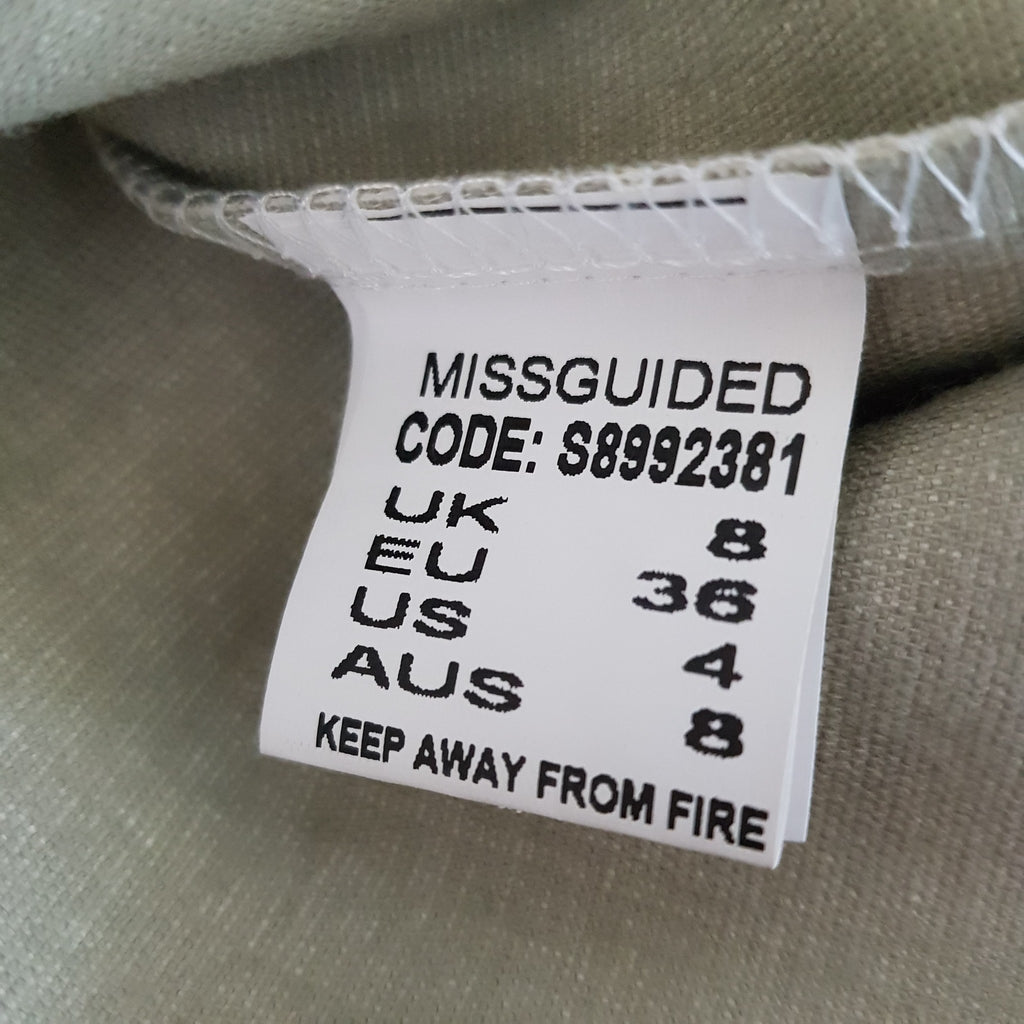 MISSGUIDED
CODE: S8992381
UK 8
EU 36
US 4
AUS 8
KEEP AWAY FROM FIRE